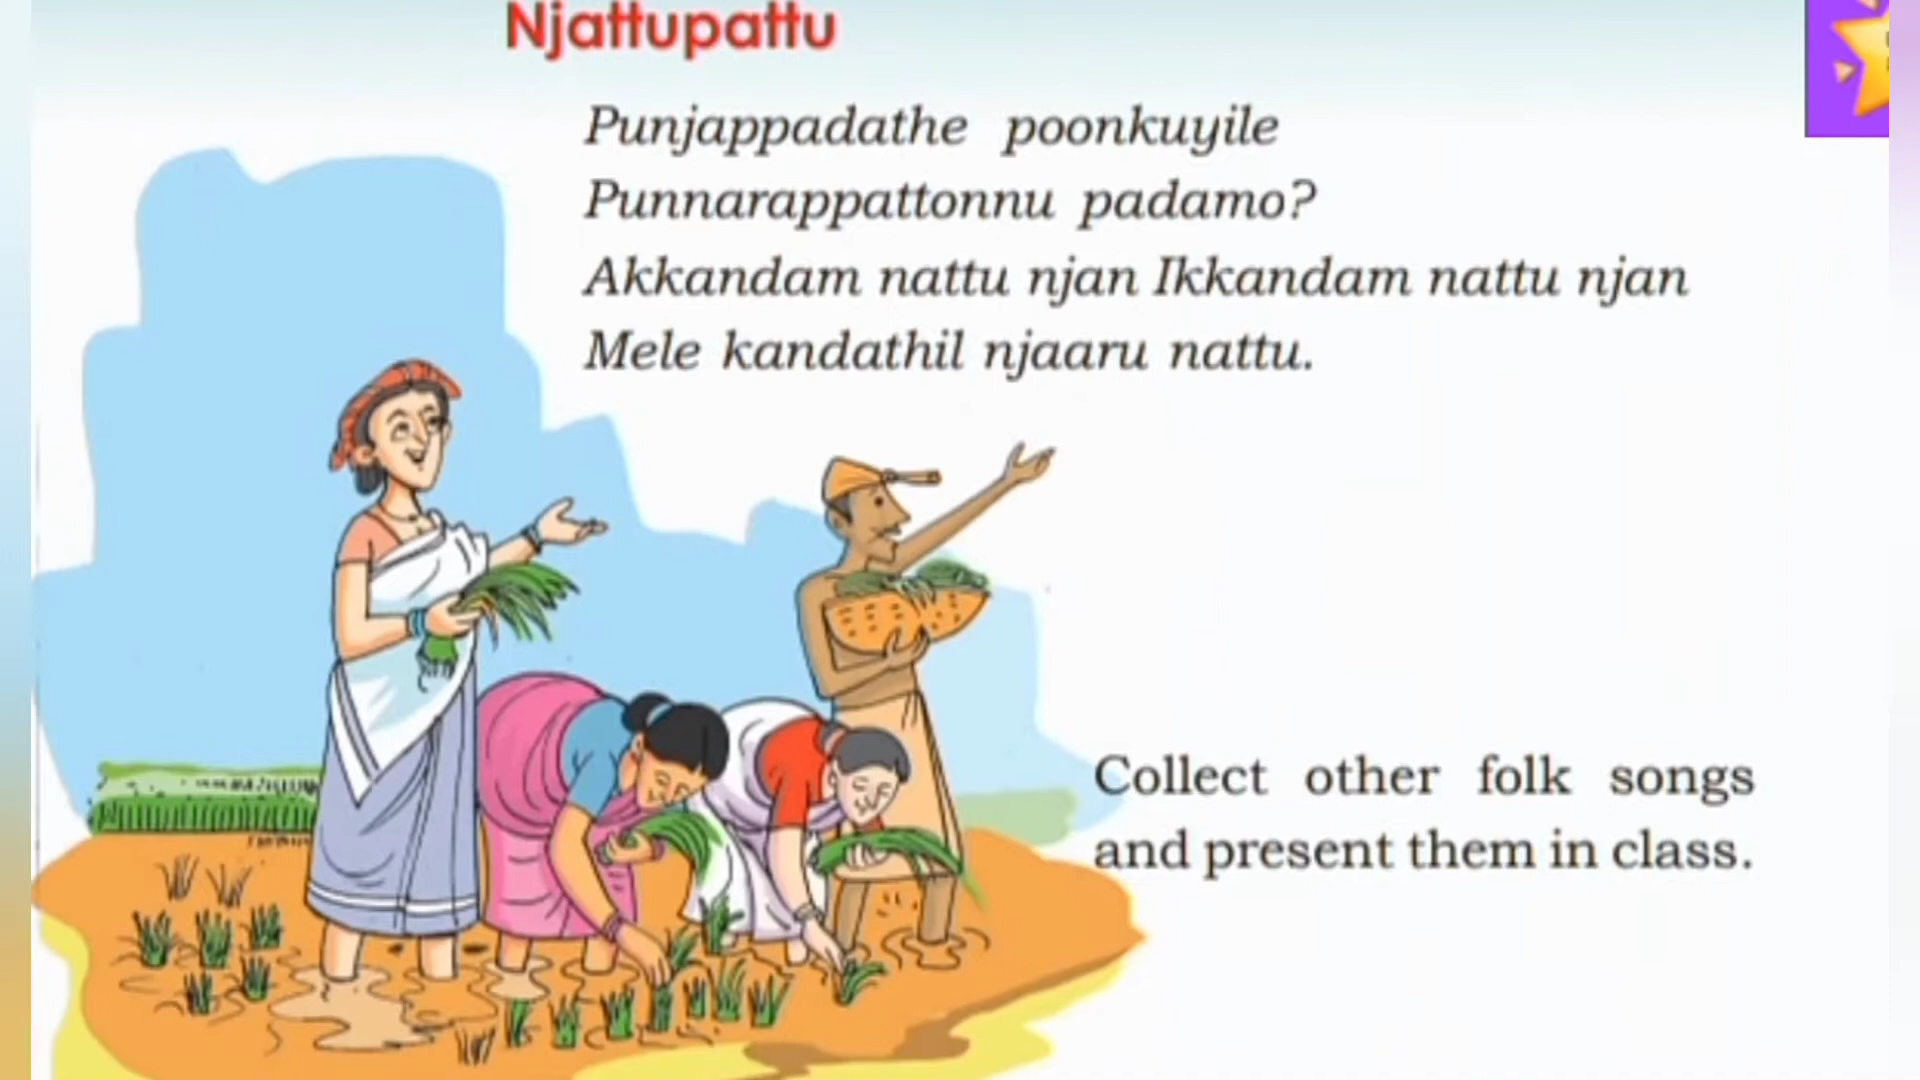 Njattupattu
Punjappadathe poonkuyile
Punnarappattonnu padamo?
Akkandam nattu njan Ikkandam nattu njan
Mele kandathil njaaru nattu.
Collect other folk songs
and present them in class.